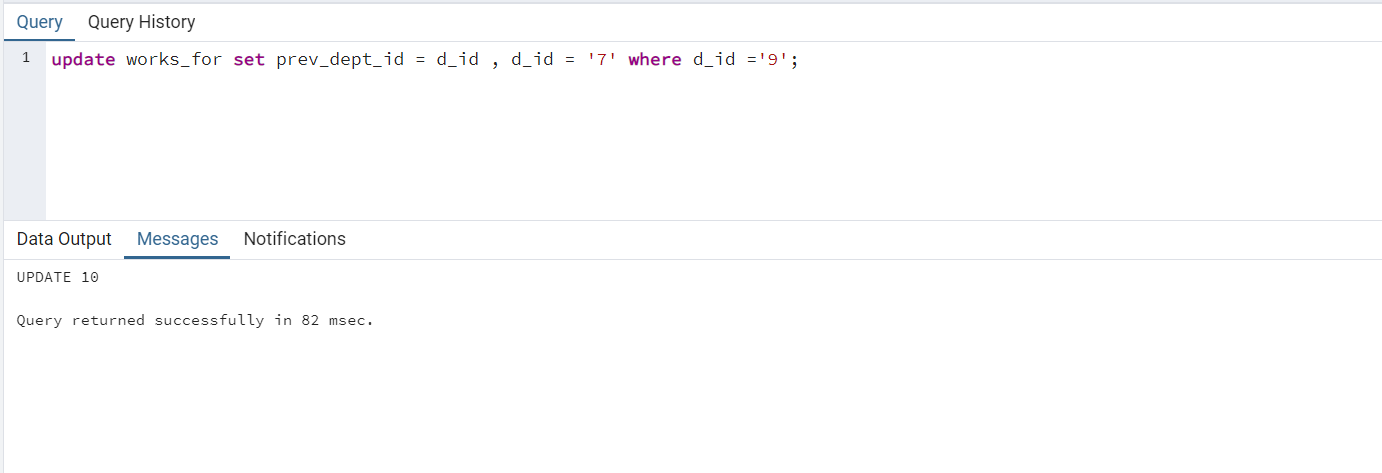 Query Query History
1 update works_for set prev_dept_id = d_id , d_id = '7' where d_id ='9';
Data Output Messages Notifications
UPDATE 10
Query returned successfully in 82 msec.